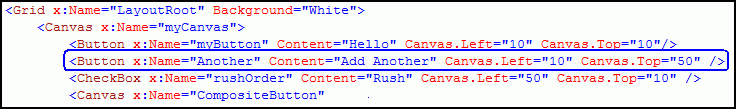 <Grid x:Name="LayoutRoot" Background="White">
<Canvas x:Name="myCanvas">
<Button x:Name="myButton" Content="Hello" Canvas.Left="10" Canvas.Top="10"/>
<Button x:Name="Another" Content="Add Another" Canvas.Left="10" Canvas.Top="50" />
<CheckBox x:Name="rushOrder" Content="Rush" Canvas.Left="50" Canvas.Top="10" />
<Canvas x:Name="CompositeButton"